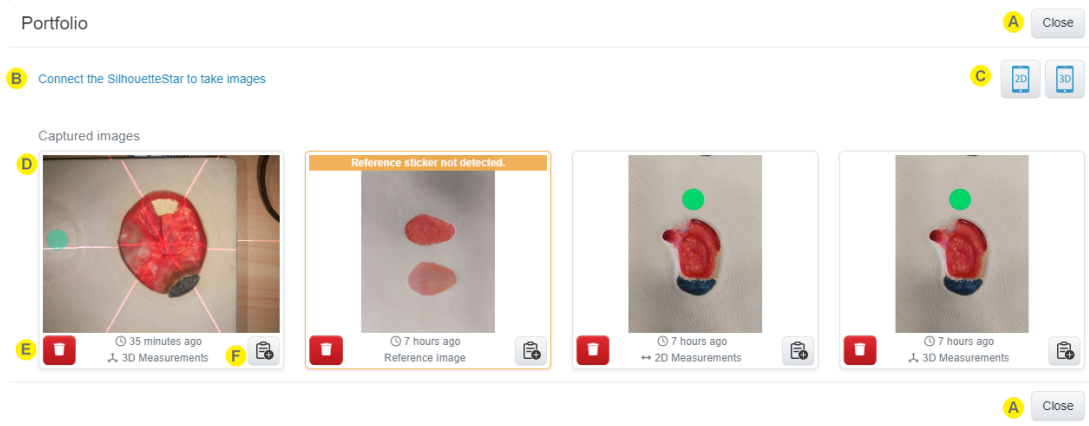 Portfolio
A
Close
B
Connect the SilhouetteStar to take images
C
2D
3D
Captured images
D
Reference sticker not detected.
E
35 minutes ago
3D Measurements
F
7 hours ago
Reference Image
7 hours ago
2D Measurements
7 hours ago
3D Measurements
A
Close